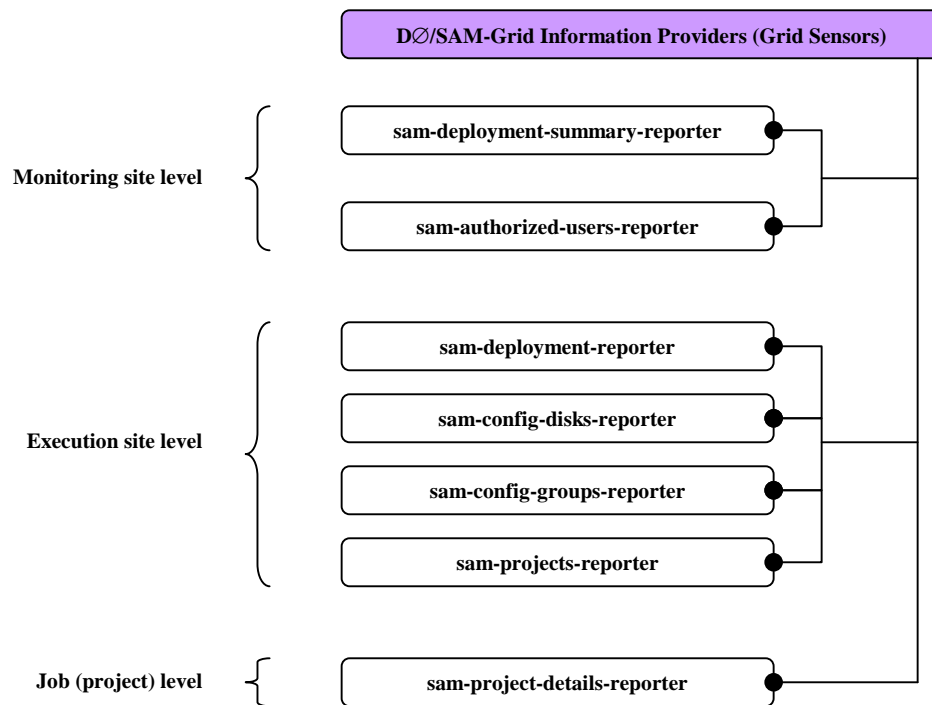 D∅/SAM-Grid Information Providers (Grid Sensors)
sam-deployment-summary-reporter
Monitoring site level
sam-authorized-users-reporter
sam-deployment-reporter
sam-config-disks-reporter
Execution site level
sam-config-groups-reporter
sam-projects-reporter
Job (project) level
sam-project-details-reporter